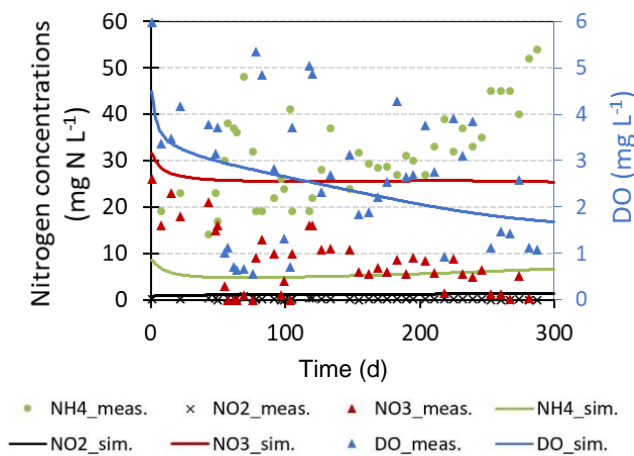 Nitrogen concentrations
(mg N L-1)
60
50
40
30
20
10
0
0
100
200
300
Time (d)
6
5
4
3
2
1
0
DO (mg L-1)
NH4_meas.
NO2_meas.
NO3_meas.
NH4_sim.
NO2_sim.
NO3_sim.
DO_meas.
DO_sim.